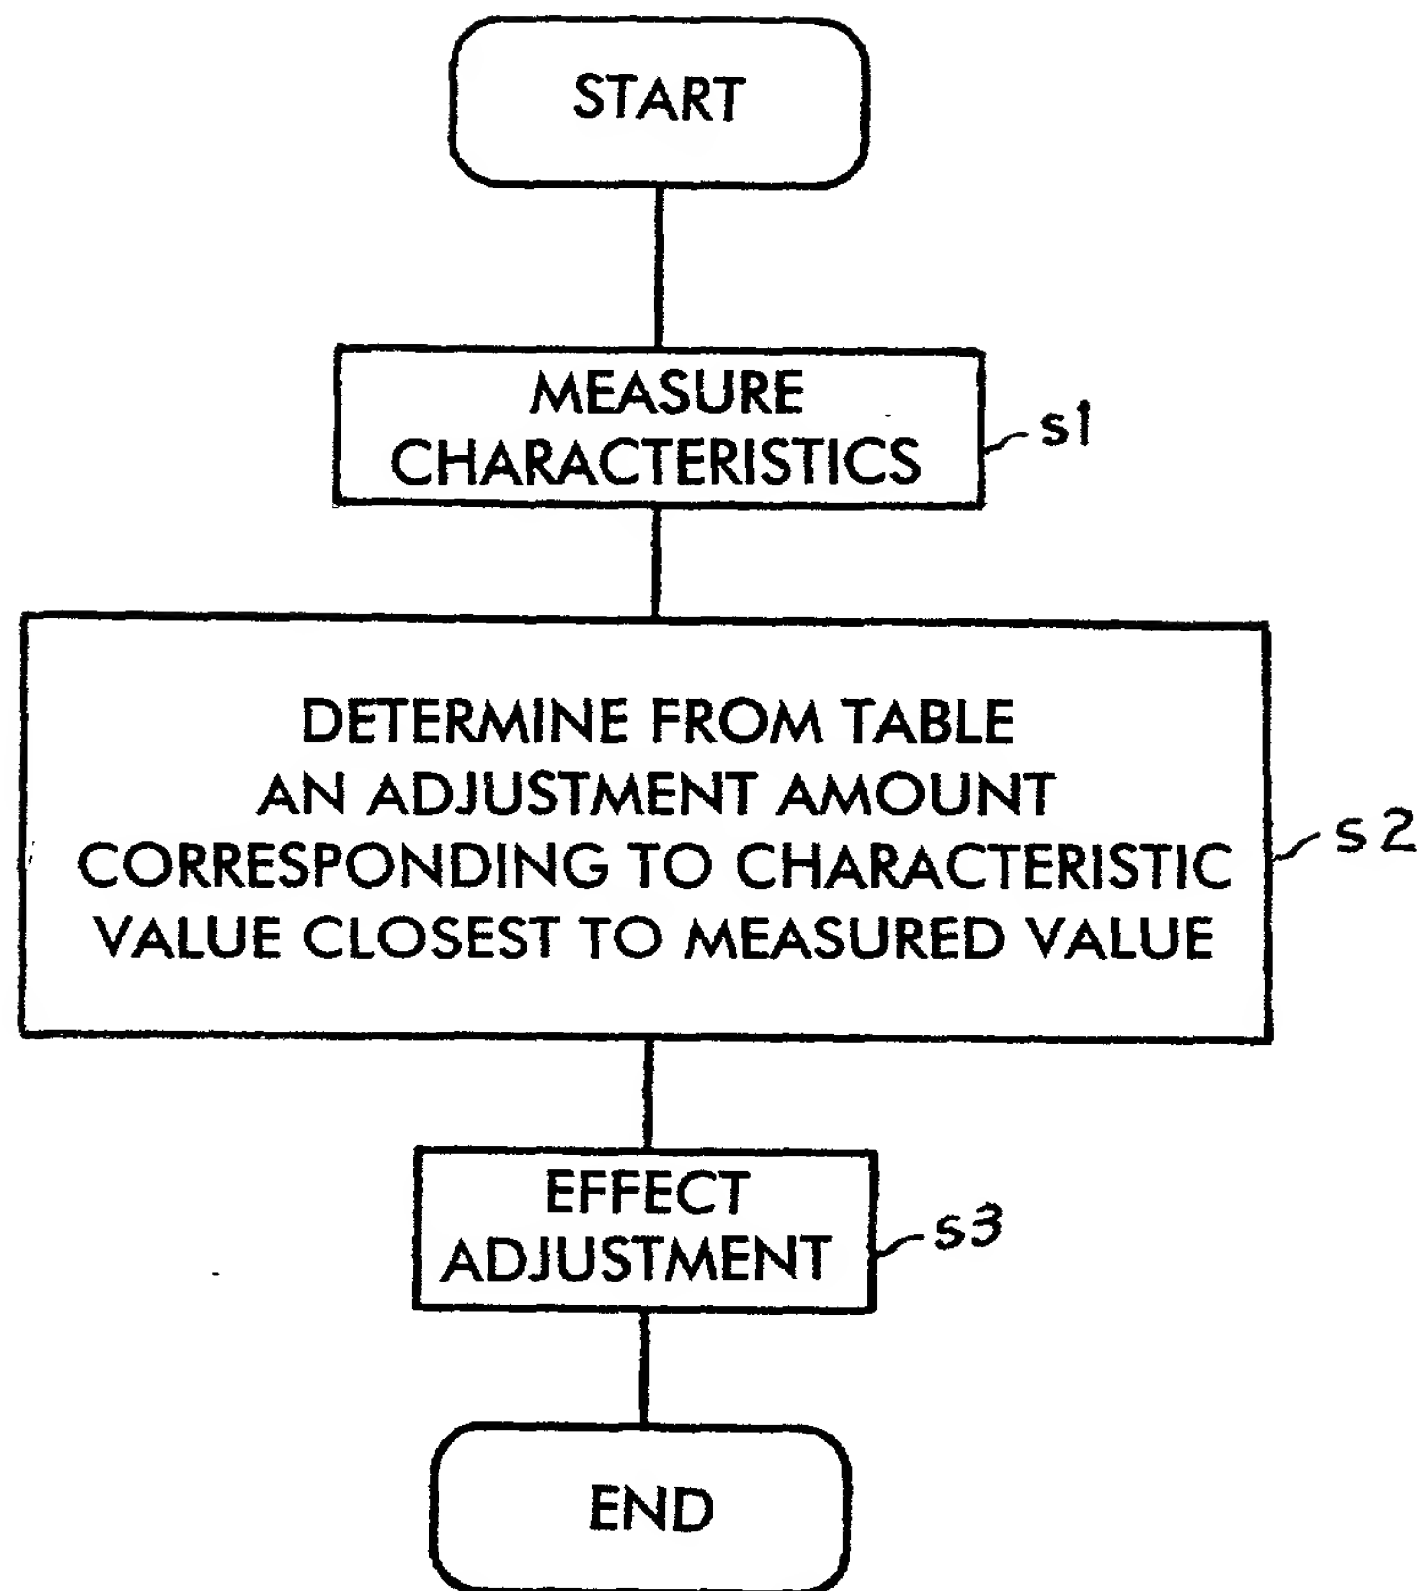 START
MEASURE
CHARACTERISTICS
s1
DETERMINE FROM TABLE
AN ADJUSTMENT AMOUNT
CORRESPONDING TO CHARACTERISTIC
VALUE CLOSEST TO MEASURED VALUE
s2
EFFECT
ADJUSTMENT
s3
END